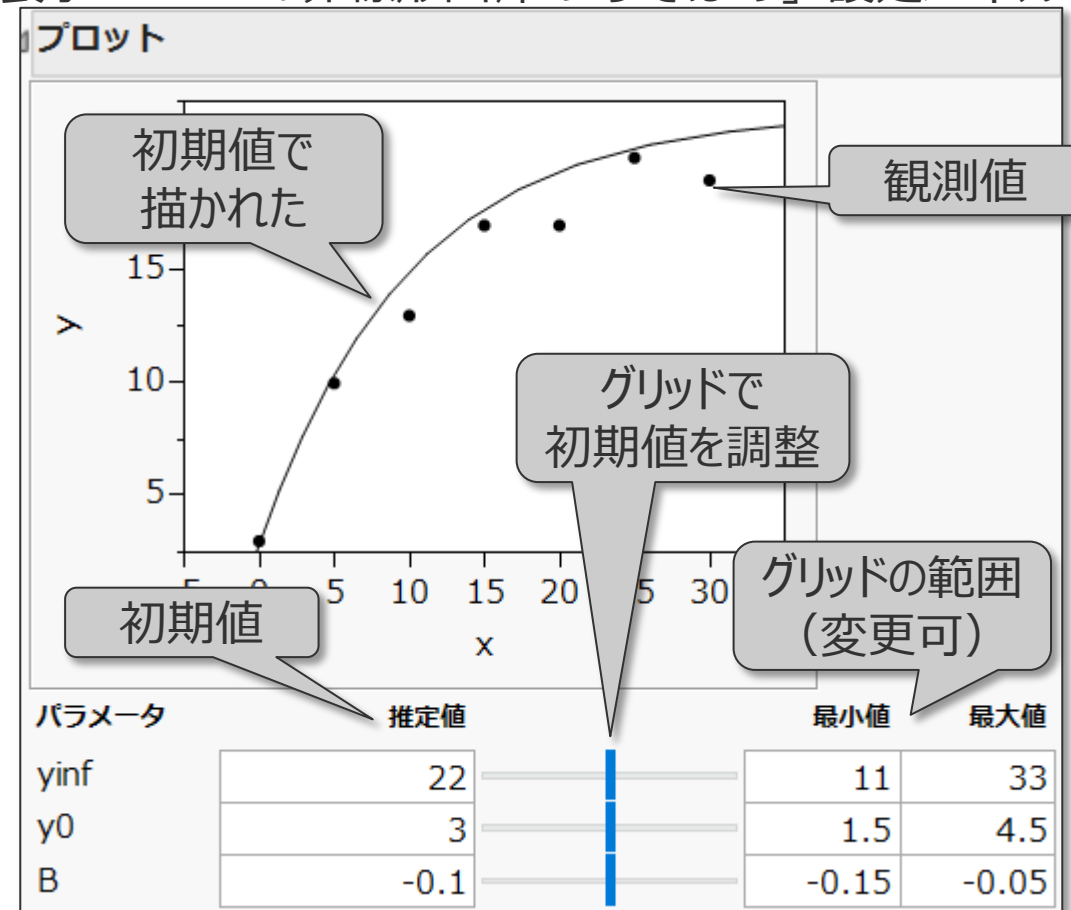 プロット
初期値で
描かれた
観測値
15
y
10
グリッドで
初期値を調整
5
5 10 15 20 5 30
x
初期値
グリッドの範囲
（変更可）
パラメータ 推定値 最小値 最大値
yinf 22 11 33
y0 3 1.5 4.5
B -0.1 -0.15 -0.05